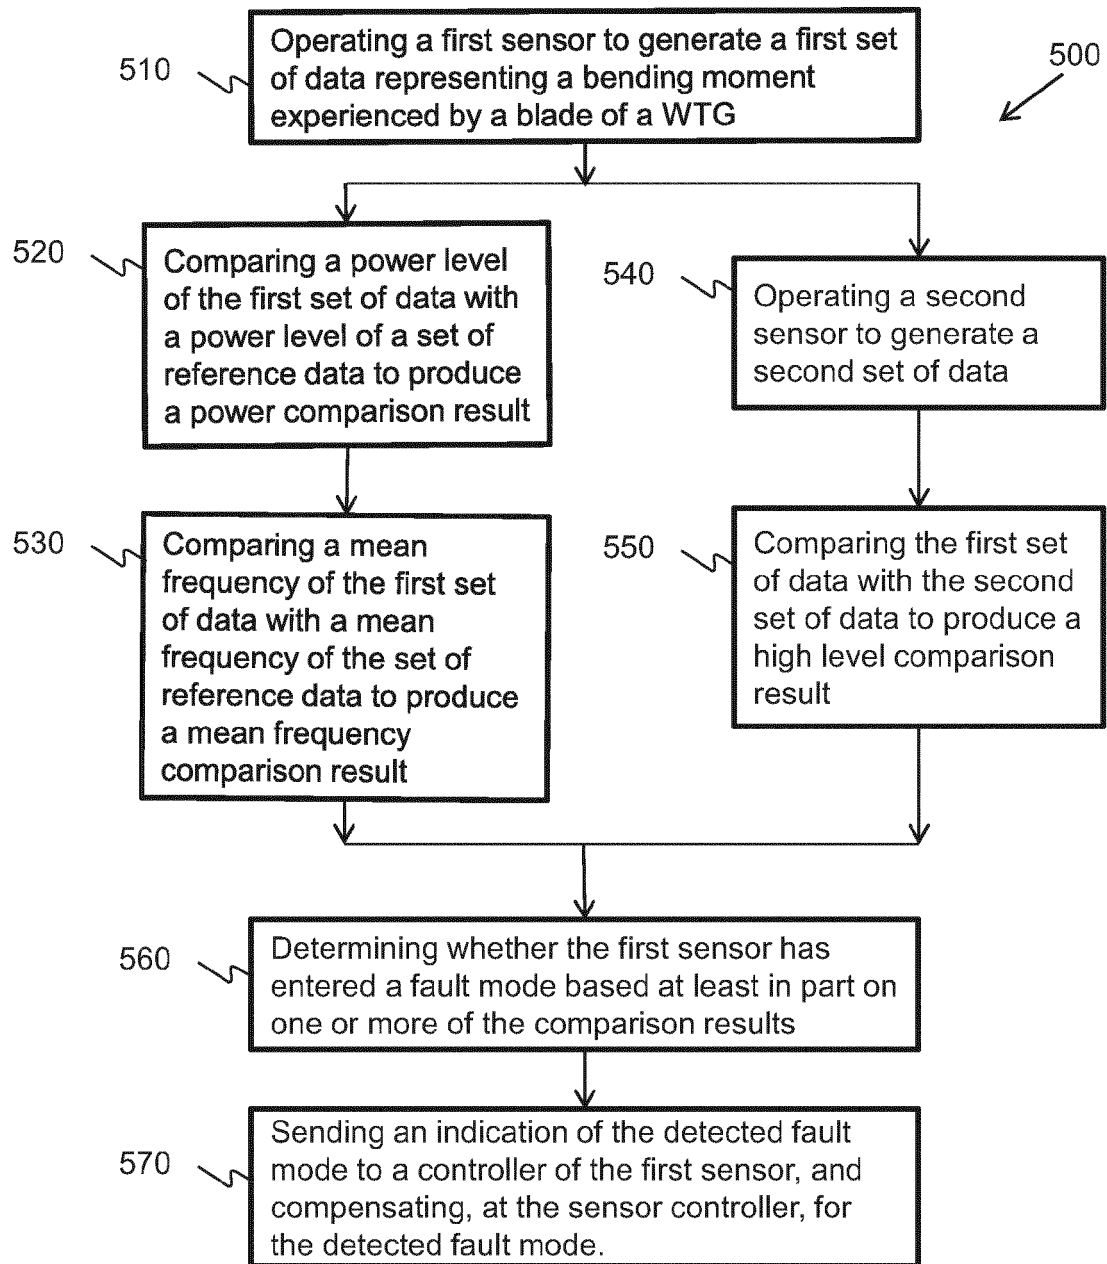 510
Operating a first sensor to generate a first set
of data representing a bending moment
experienced by a blade of a WTG
500
520
Comparing a power level
of the first set of data with
a power level of a set of
reference data to produce
a power comparison result
540
Operating a second
sensor to generate a
second set of data
530
Comparing a mean
frequency of the first set
of data with a mean
frequency of the set of
reference data to produce
a mean frequency
comparison result
550
Comparing the first set
of data with the second
set of data to produce a
high level comparison
result
560
Determining whether the first sensor has
entered a fault mode based at least in part on
one or more of the comparison results
570
Sending an indication of the detected fault
mode to a controller of the first sensor, and
compensating, at the sensor controller, for
the detected fault mode.